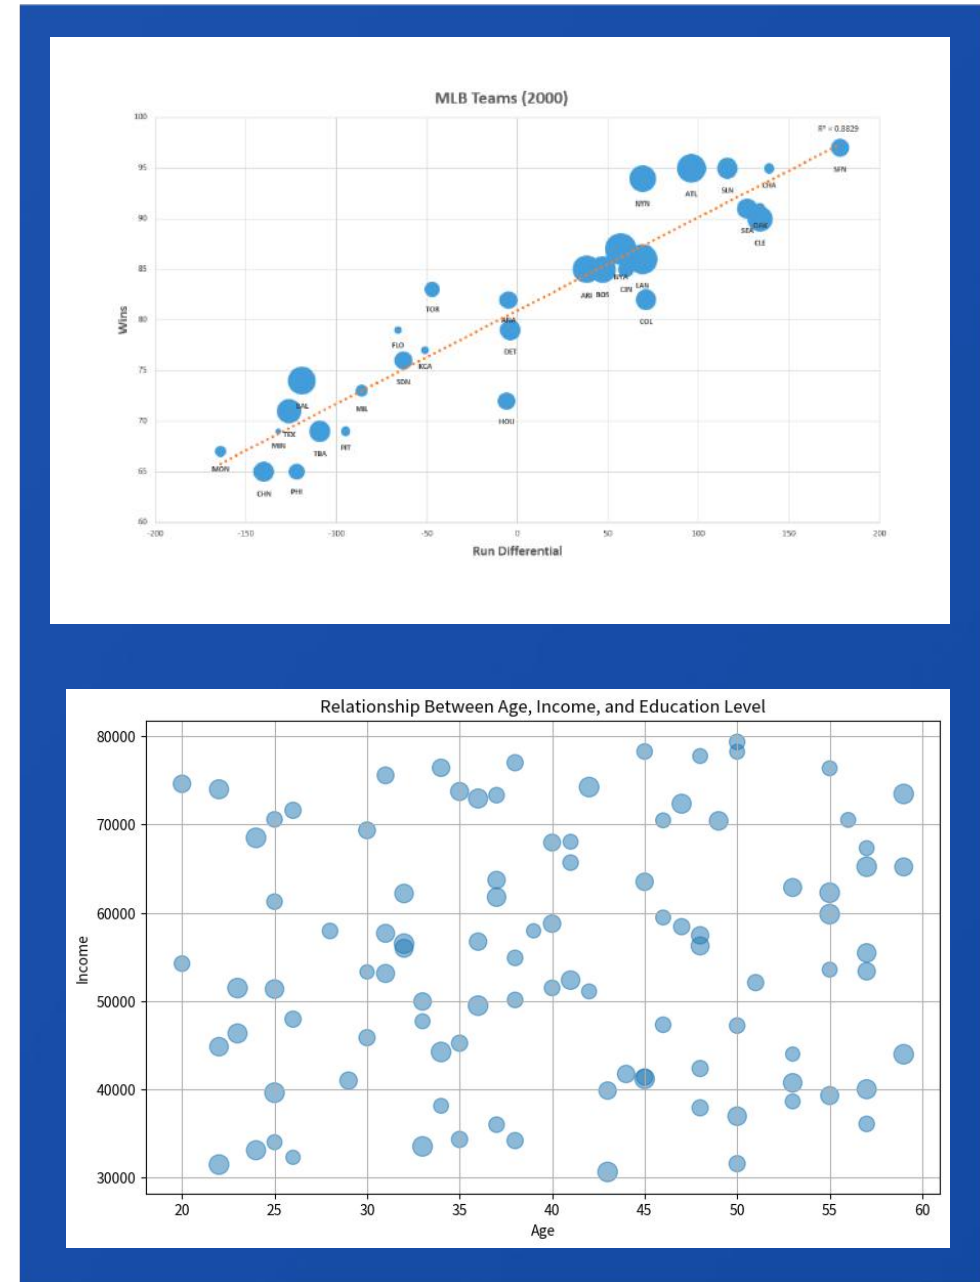 MLB Teams (2000)
100
R² = 0.8829
95
CHA
SFN
SLN
ATL
NYN
90
OAK
SEA
CLE
85
NYA
LAN
CIN
ARI BOS
Wins
TOR
80
ANA
COL
FLO
DET
KCA
75
SDN
BAL
MIL
70
HOU
TEX
MIN
PIT
TBA
MON
65
CHN
PHI
60
-200
-150
-100
-50
0
50
100
150
200
Run Differential
Relationship Between Age, Income, and Education Level
80000
70000
60000
Income
50000
40000
30000
20
25
30
35
40
45
50
55
60
Age